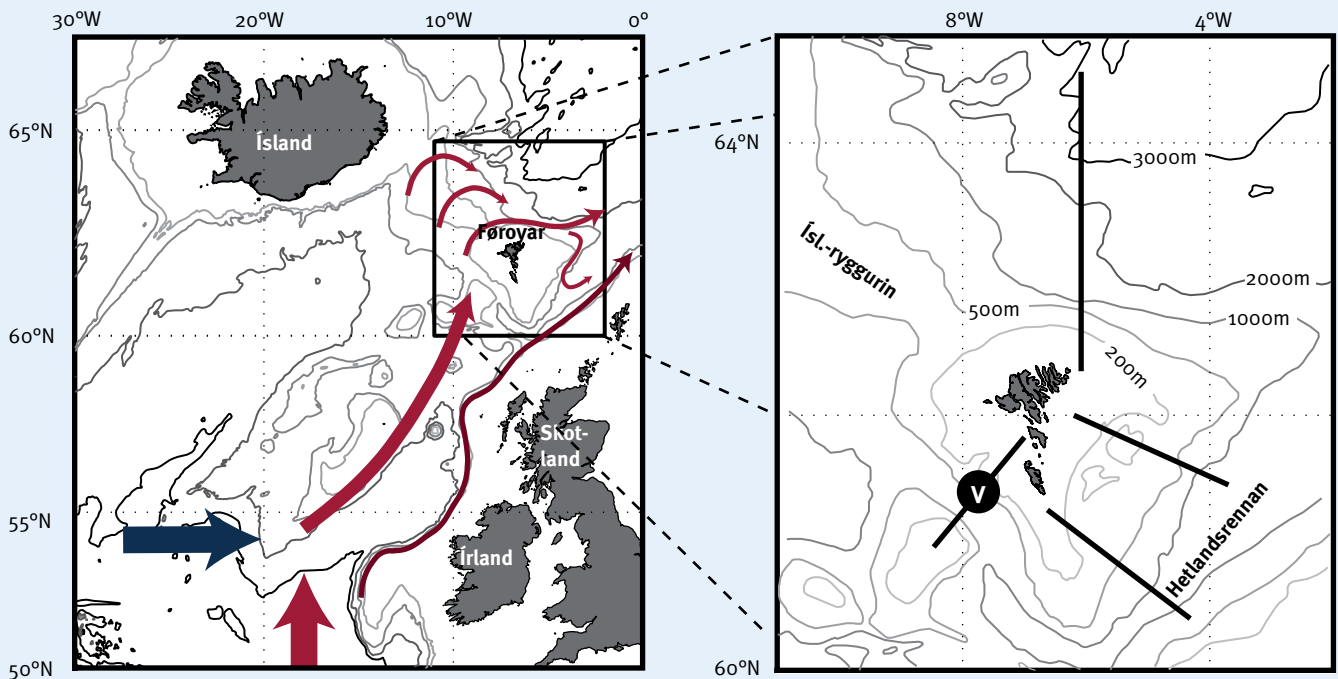 30°W
20°W
10°W
0°
65°N
60°N
55°N
50°N
Ísland
Føroyar
Skot-
land
Írland
8°W
4°W
64°N
60°N
3000m
2000m
1000m
500m
200m
Ísl.-ryggurin
V
Hetlandsrennan